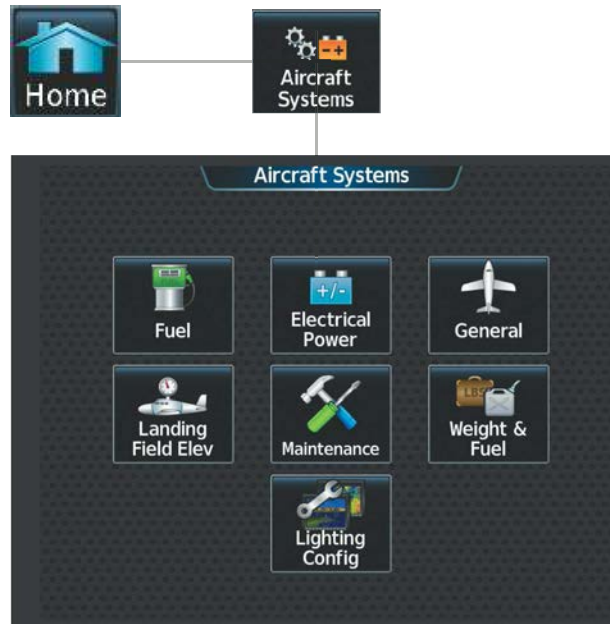 Home
Aircraft
Systems
Aircraft Systems
+/-
Fuel
Electrical
Power
General
LBS
Landing
Field Elev
Maintenance
Weight &
Fuel
Lighting
Config